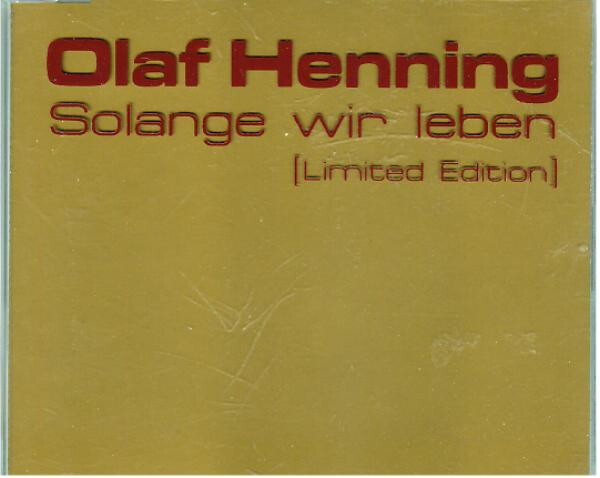 Olaf Henning
Solange wir leben
[Limited Edition]